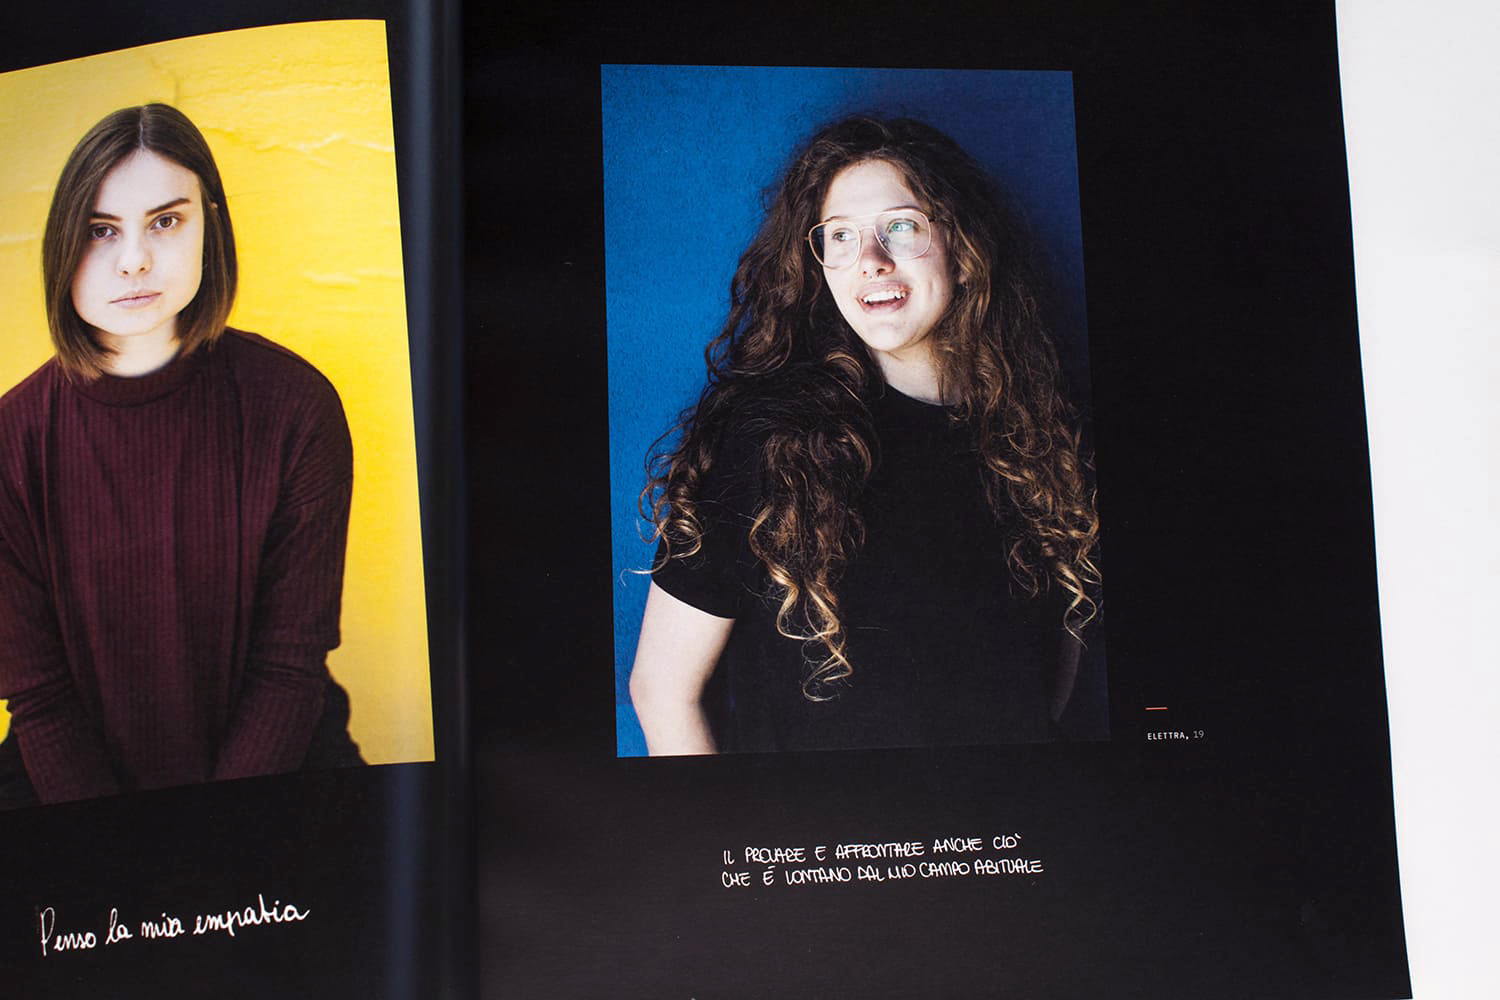 Penso la mia empatia
ELETTRA, 19
IL PROVARE E AFFRONTARE ANCHE CIO'
CHE È LONTANO DAL MIO CAMPO ABITUALE